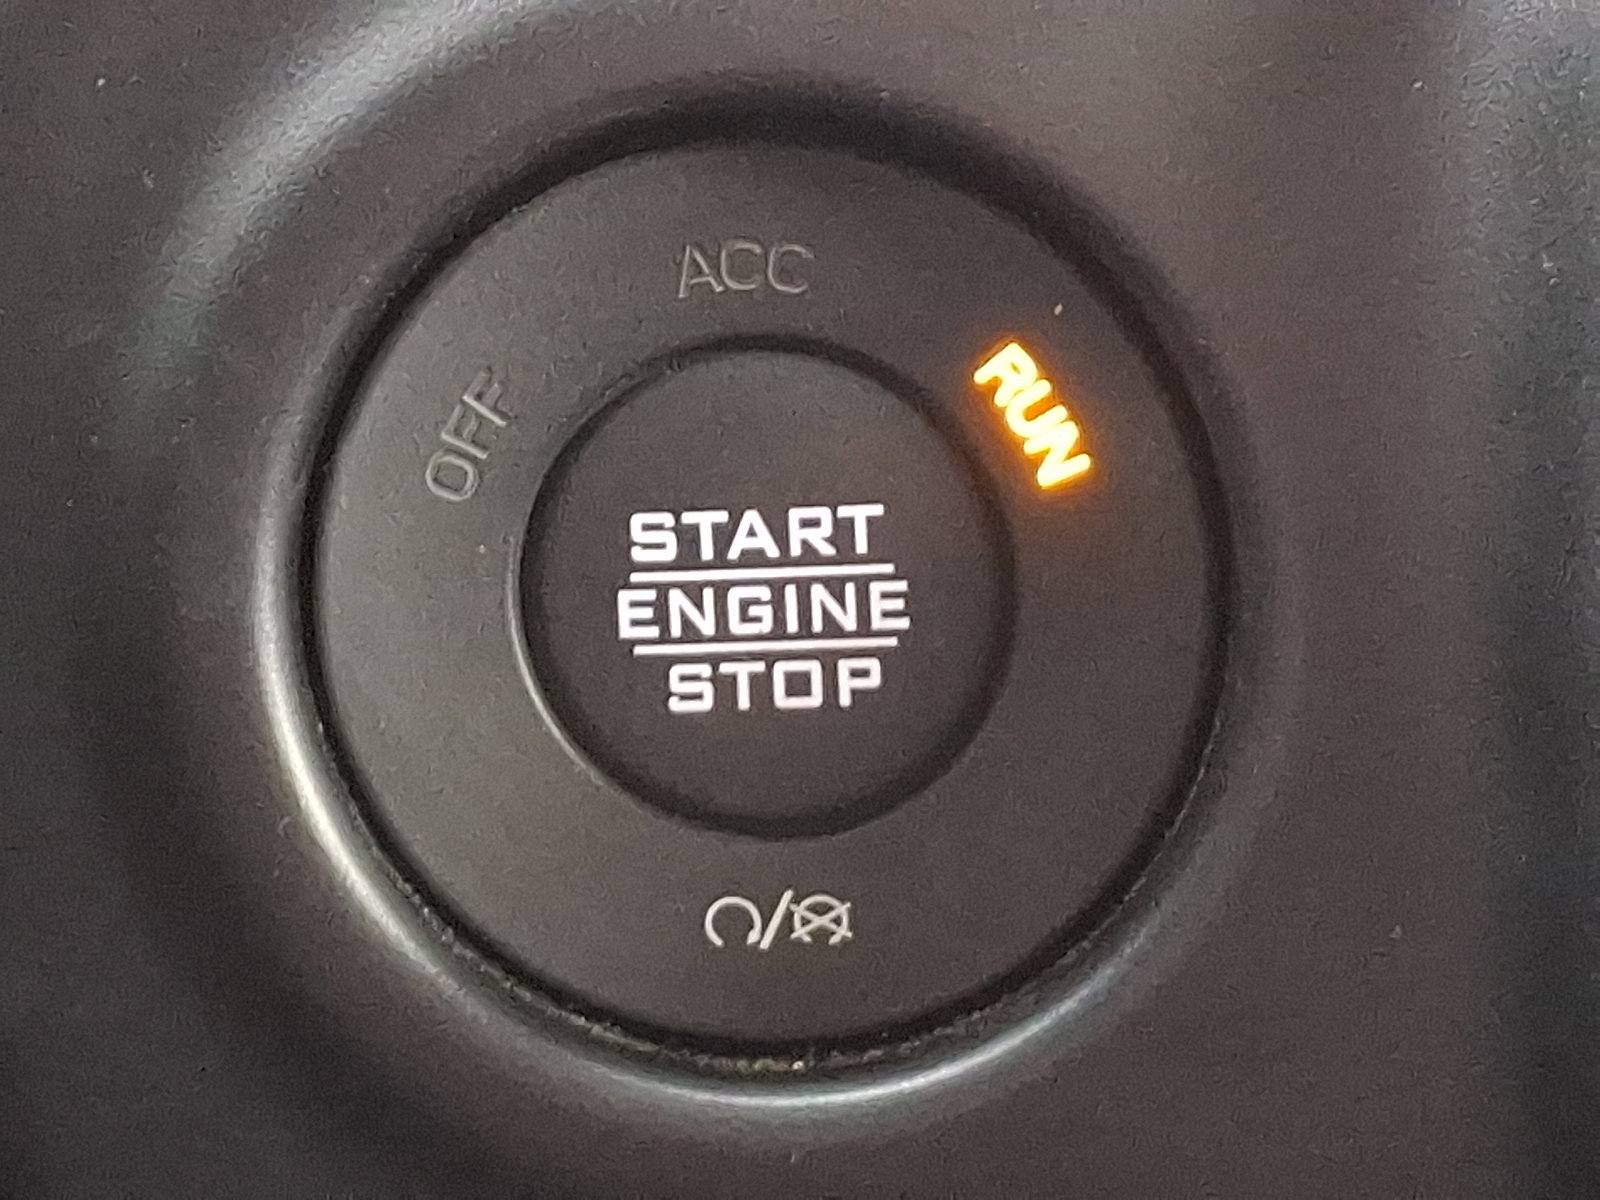 ACC
OFF
RUN
START
ENGINE
STOP